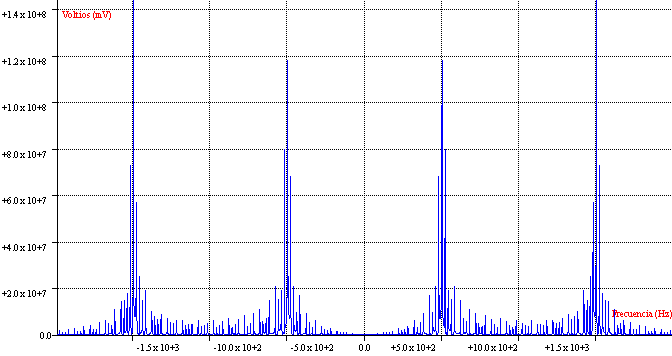 +1.4 x 10+8
Voltios (mV)
+1.2 x 10+8
+1.0 x 10+8
+8.0 x 10+7
+6.0 x 10+7
+4.0 x 10+7
+2.0 x 10+7
Frecuencia (Hz)
0.0
-1.5 x 10+3
-10.0 x 10+2
-5.0 x 10+2
0.0
+5.0 x 10+2
+10.0 x 10+2
+1.5 x 10+3